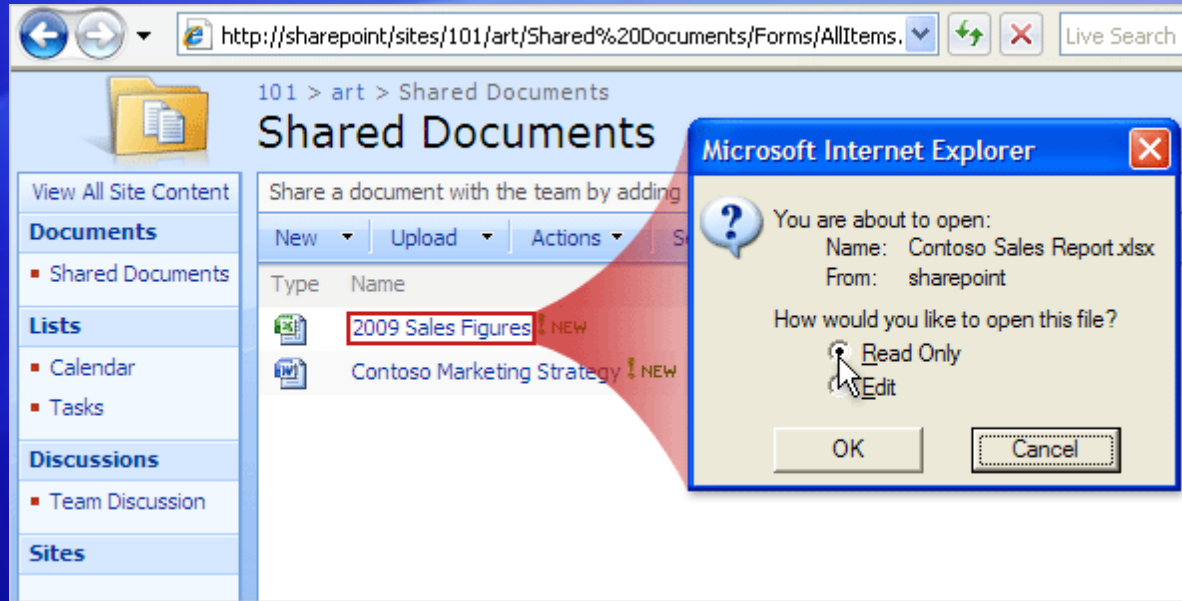 http://sharepoint/sites/101/art/Shared%20Documents/Forms/AllItems.
Live Search
101 > art > Shared Documents
Shared Documents
View All Site Content
Documents
Shared Documents
Lists
Calendar
Tasks
Discussions
Team Discussion
Sites
Share a document with the team by adding
New
Upload
Actions
Type Name
2009 Sales Figures ! NEW
Contoso Marketing Strategy ! NEW
Microsoft Internet Explorer
You are about to open:
Name: Contoso Sales Report.xlsx
From: sharepoint
How would you like to open this file?
Read Only
Edit
OK Cancel